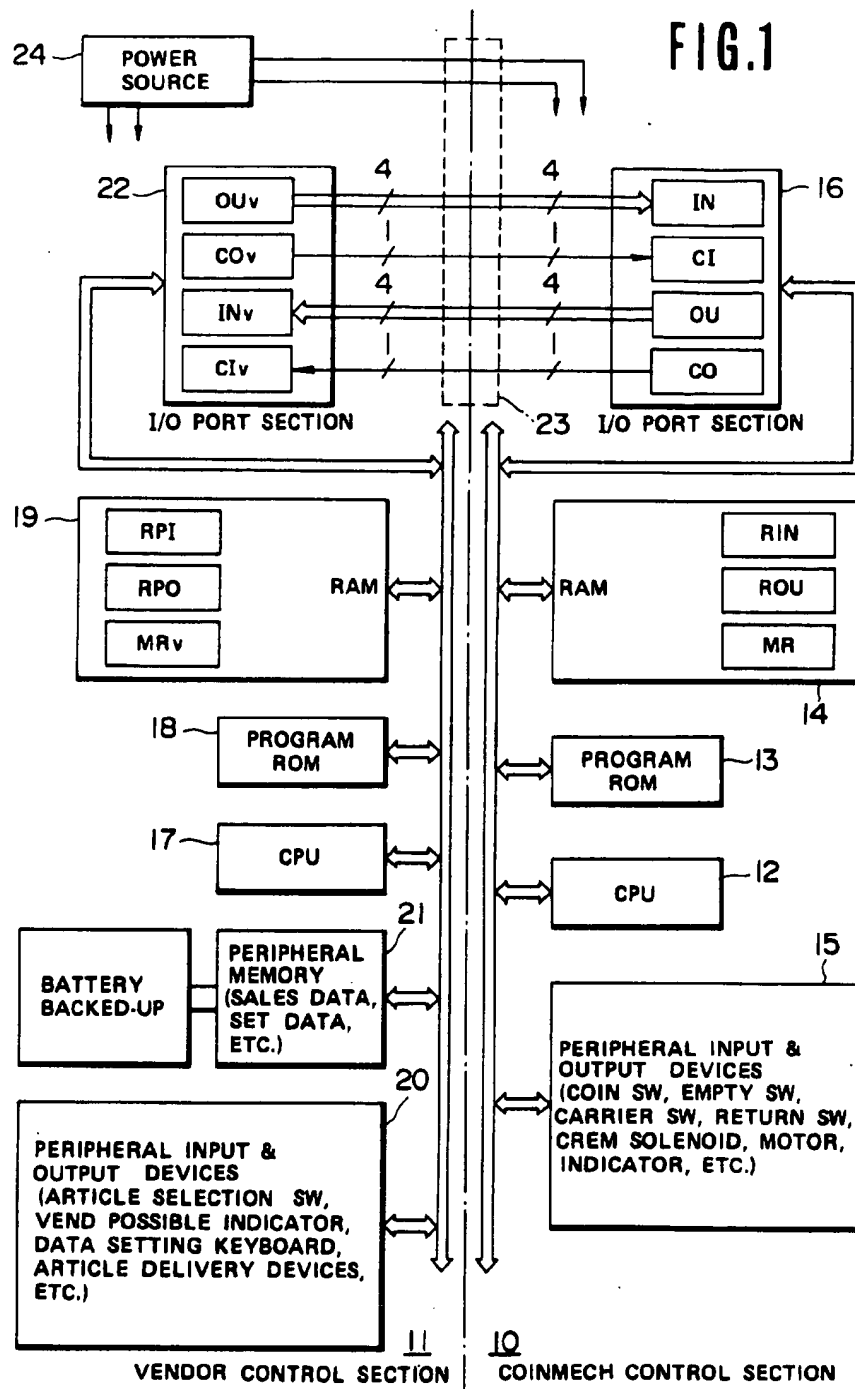 FIG.1
24
POWER
SOURCE
22
4
4
16
OUv
IN
COv
CI
4
4
INv
OU
CIv
CO
I/O PORT SECTION
23
I/O PORT SECTION
19
RPI
RIN
RPO
RAM
RAM
ROU
MRv
MR
14
18
PROGRAM
ROM
PROGRAM
ROM
13
17
CPU
12
CPU
21
BATTERY
BACKED-UP
PERIPHERAL
MEMORY
(SALES DATA,
SET DATA,
ETC.)
15
PERIPHERAL INPUT &
OUTPUT DEVICES
(COIN SW, EMPTY SW,
CARRIER SW, RETURN SW,
CREM SOLENOID, MOTOR,
INDICATOR, ETC.)
20
PERIPHERAL INPUT &
OUTPUT DEVICES
(ARTICLE SELECTION SW,
VEND POSSIBLE INDICATOR,
DATA SETTING KEYBOARD,
ARTICLE DELIVERY DEVICES,
ETC.)
11
10
VENDOR CONTROL SECTION
COINMECH CONTROL SECTION